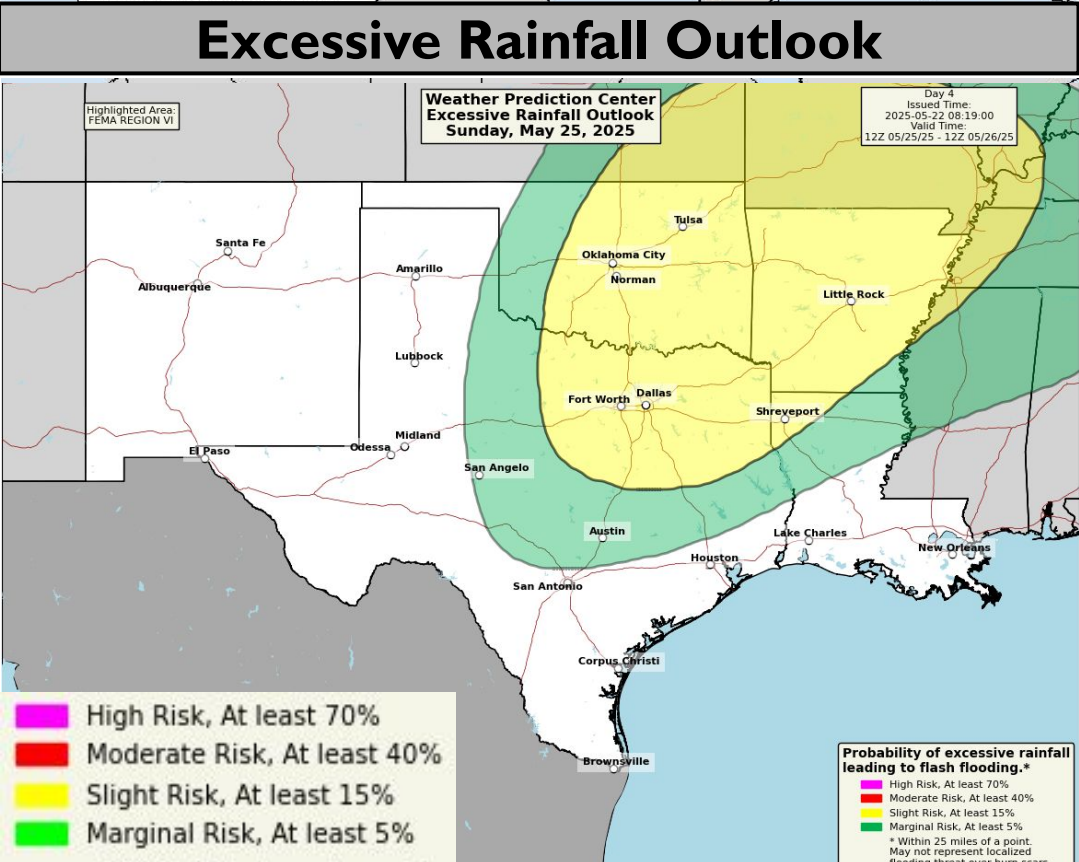 Excessive Rainfall Outlook
Highlighted Area:
FEMA REGION VI
Weather Prediction Center
Excessive Rainfall Outlook
Sunday, May 25, 2025
Day 4
Issued Time:
2025-05-22 08:19:00
Valid Time:
12Z 05/25/25 - 12Z 05/26/25
Tulsa
Santa Fe
Oklahoma City
Amarillo
Norman
Albuquerque
Little Rock
Lubbock
Fort Worth
Dallas
Shreveport
Midland
Odessa
El Paso
San Angelo
Austin
Lake Charles
New Orleans
Houston
San Antonio
Corpus Christi
Brownsville
High Risk, At least 70%
Moderate Risk, At least 40%
Slight Risk, At least 15%
Marginal Risk, At least 5%
Probability of excessive rainfall
leading to flash flooding.*
High Risk, At least 70%
Moderate Risk, At least 40%
Slight Risk, At least 15%
Marginal Risk, At least 5%
* Within 25 miles of a point.
May not represent localized
flooding threat over burn scars